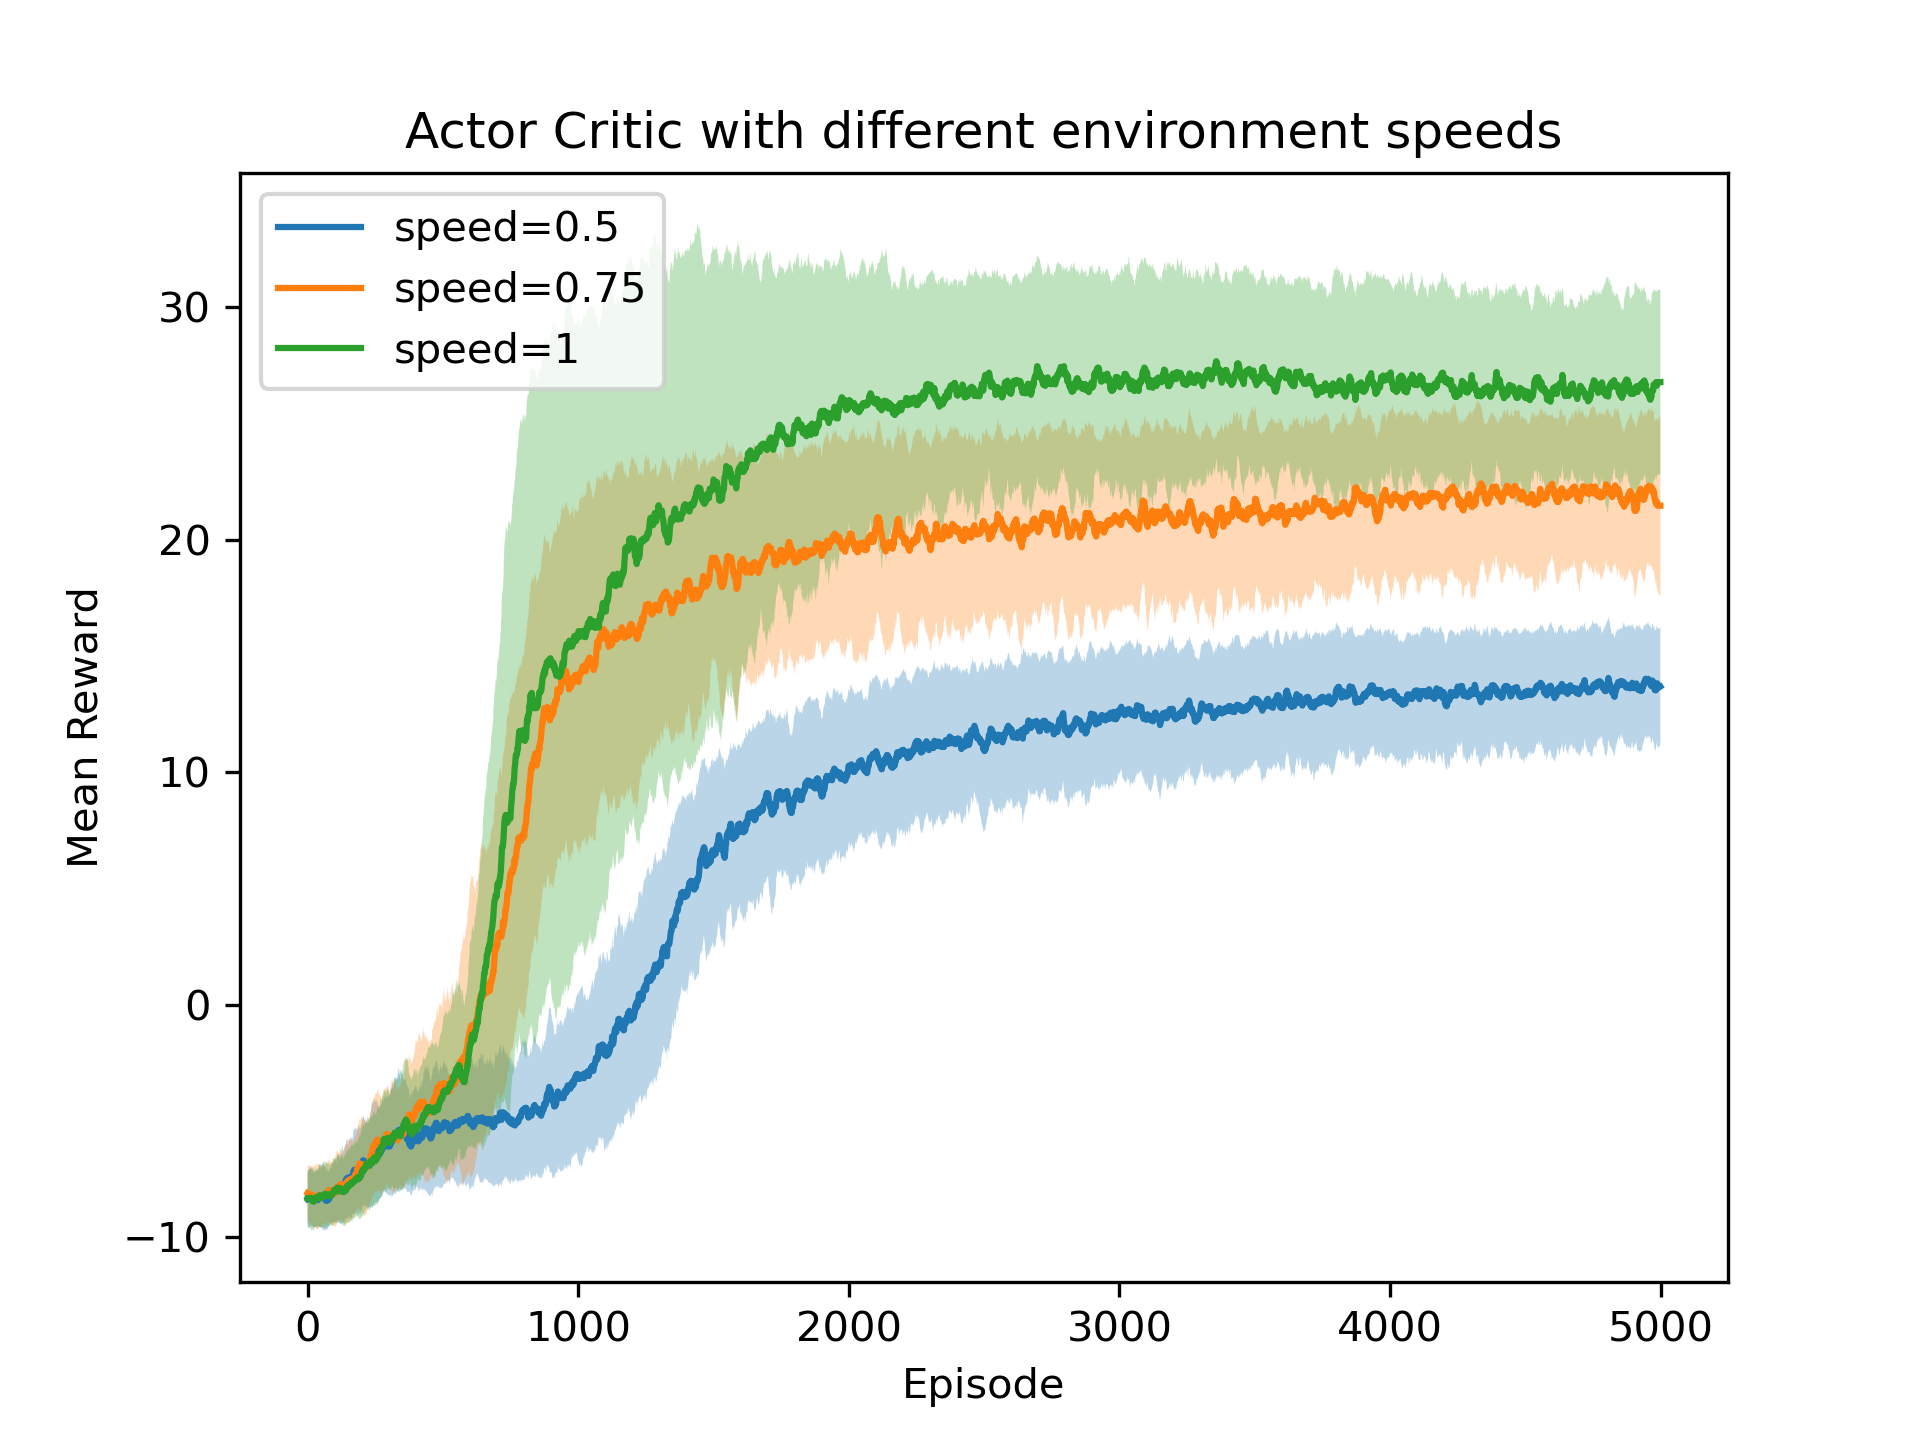 Actor Critic with different environment speeds
speed=0.5
speed=0.75
speed=1
30
20
10
0
−10
Mean Reward
0 1000 2000 3000 4000 5000
Episode